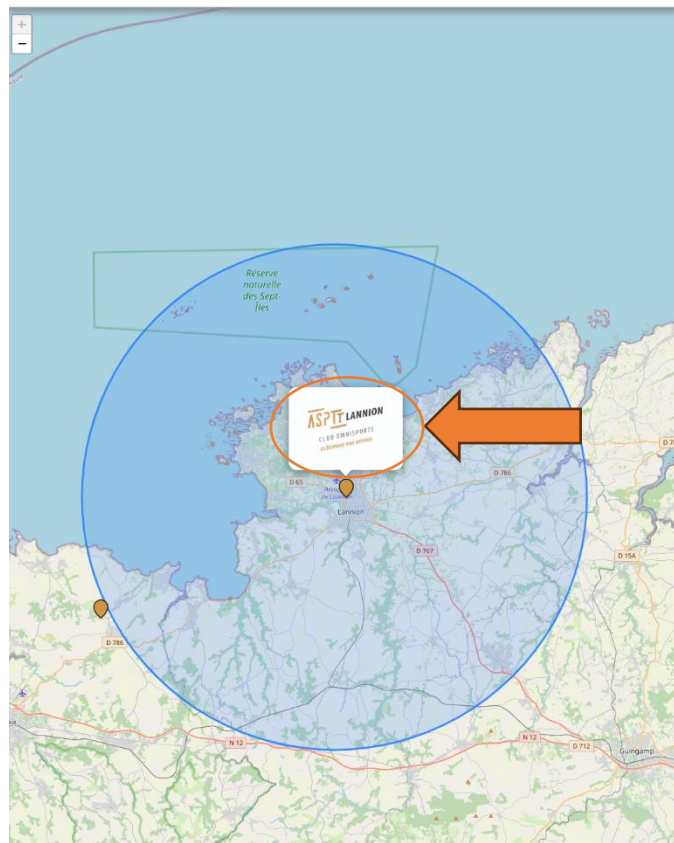 +
−
Réserve
naturelle
des Sept-
Îles
ASPTT LANNION
CLUB OMNISPORTS
D 65
D 786
Lannion
D 767
D 15A
D 786
N 12
N 12
D 712
Guingamp